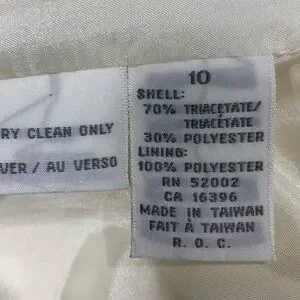 RY CLEAN ONLY
VER / AU VERSO
10
SHELL:
70% TRIACETATE/
TRIACÉTATE
30% POLYESTER
LINING:
100% POLYESTER
RN 52002
CA 16396
MADE IN TAIWAN
FAIT À TAIWAN
R. O. C.